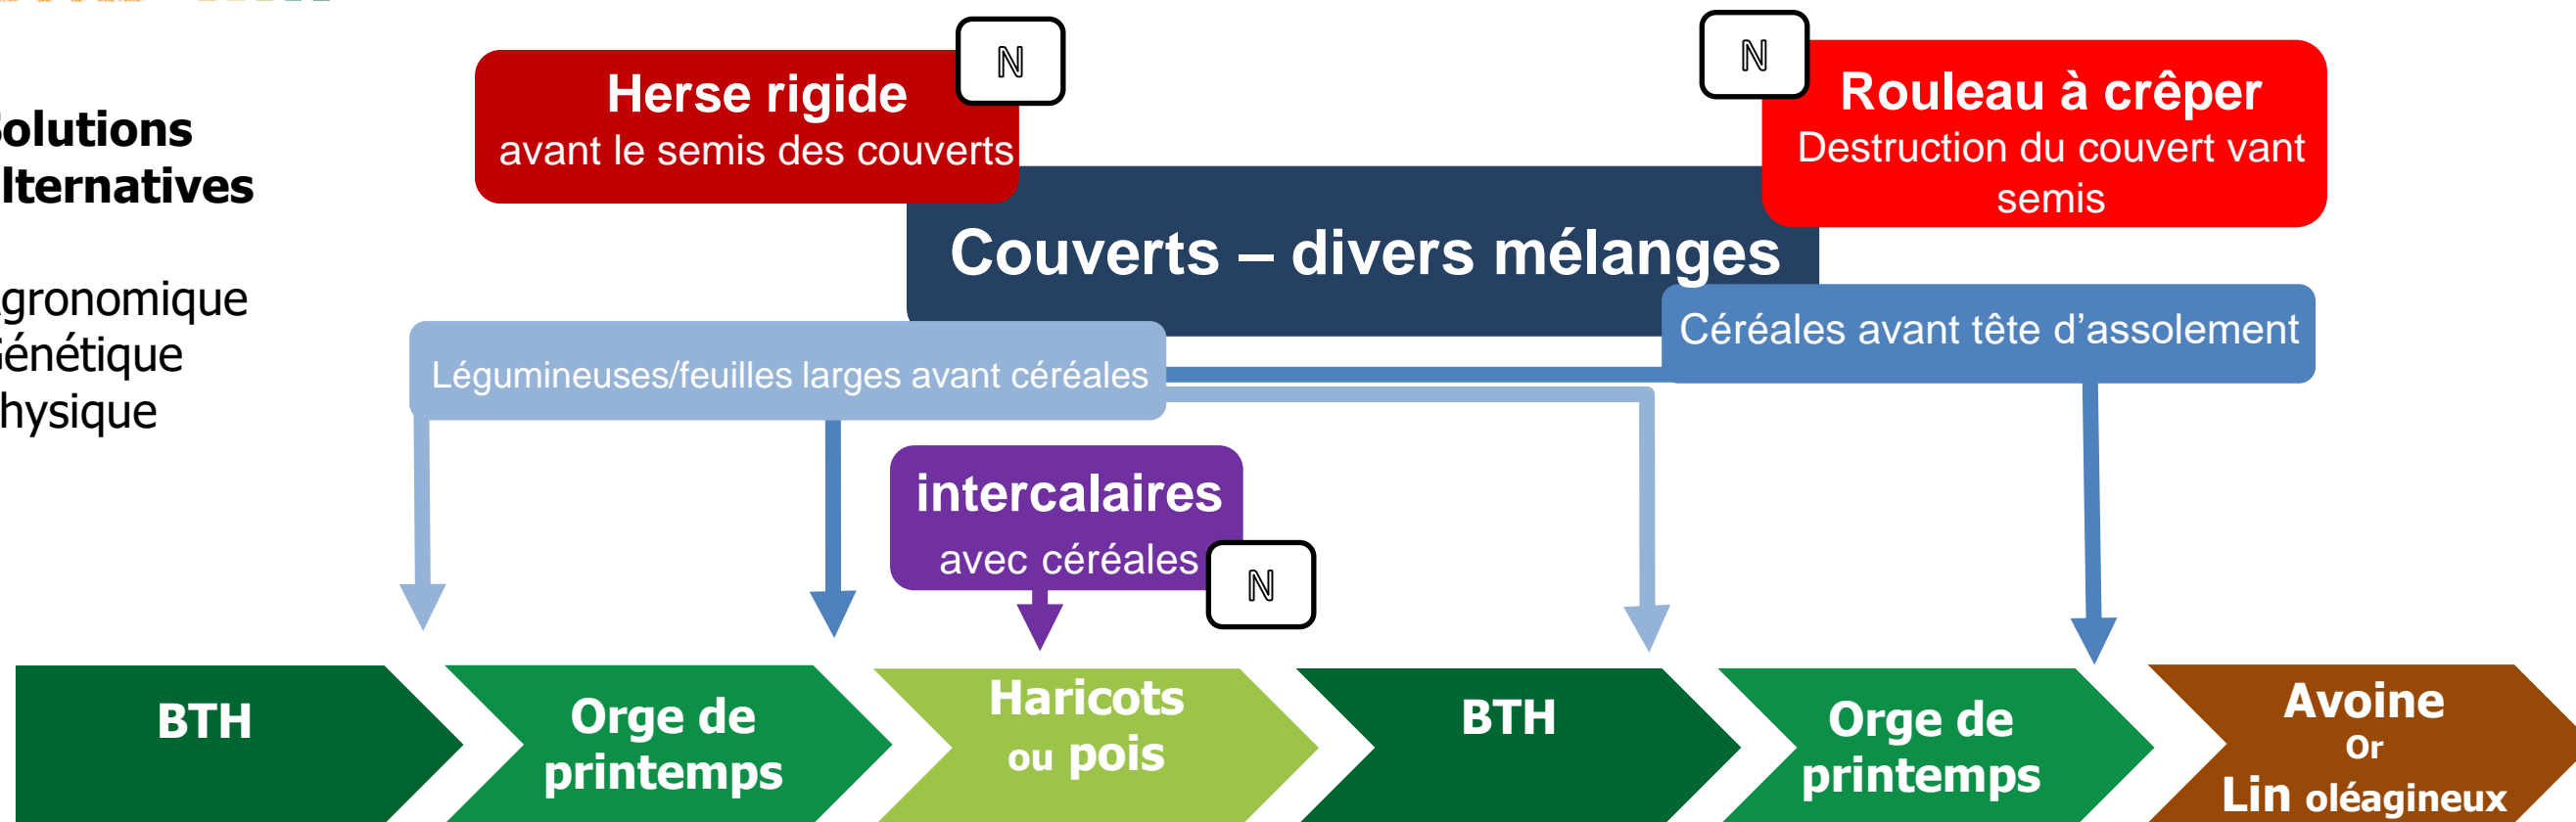 olutions
lternatives
gronomique
énétique
hysique
Herse rigide
avant le semis des couverts
ℕ
ℕ
Rouleau à crêper
Destruction du couvert vant
semis
Couverts – divers mélanges
Céréales avant tête d’assolement
Légumineuses/feuilles larges avant céréales
intercalaires
avec céréales
ℕ
BTH
Orge de
printemps
Haricots
ou pois
BTH
Orge de
printemps
Avoine
Or
Lin oléagineux